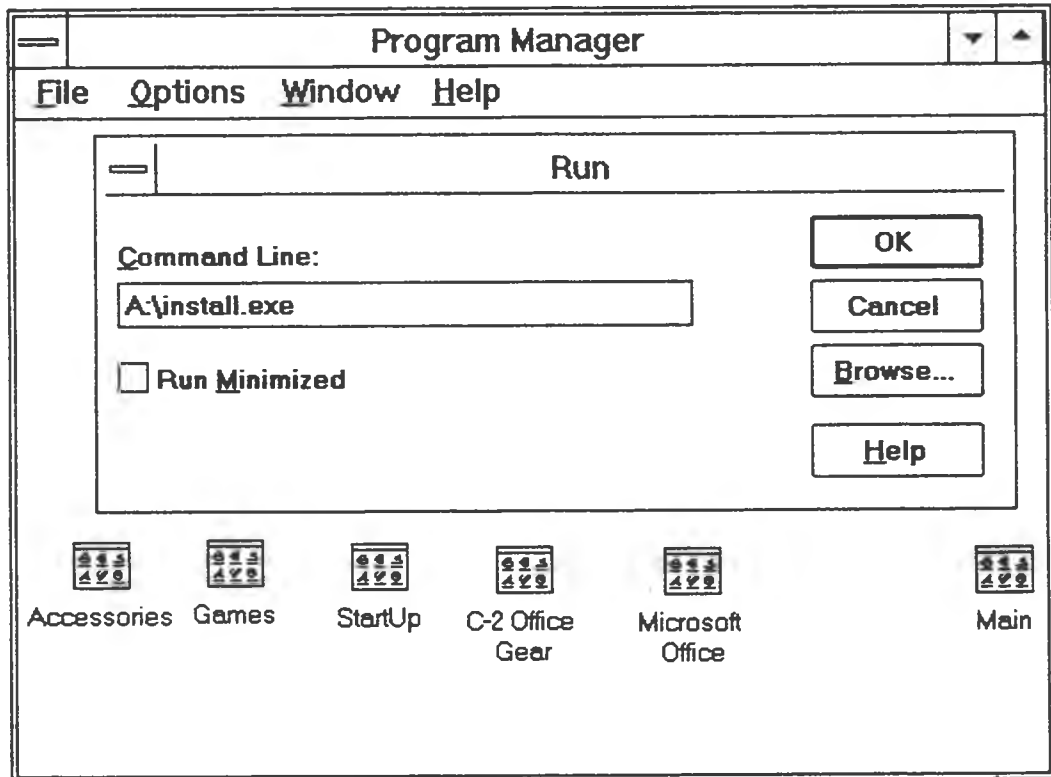 Program Manager
File Options Window Help
Run
Command Line:
A:\install.exe
Run Minimized
OK
Cancel
Browse...
Help
Accessories Games StartUp C-2 Office Gear Microsoft Office Main